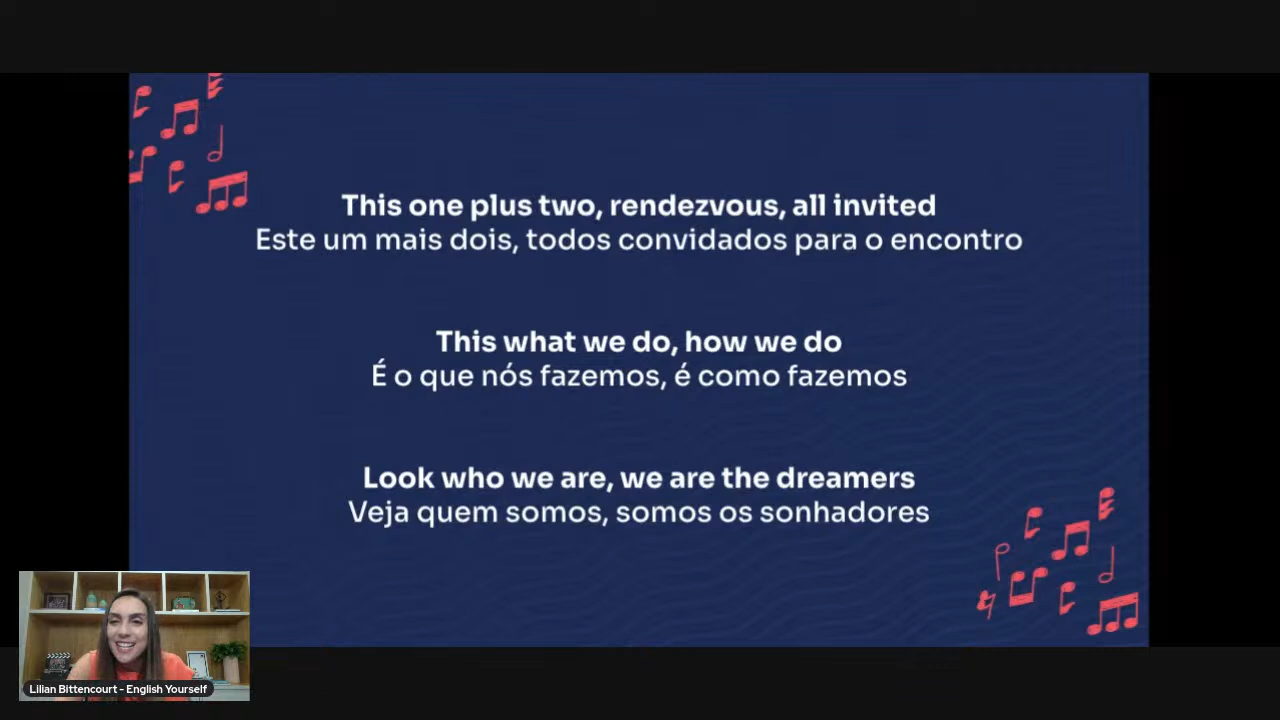 This one plus two, rendezvous, all invited
Este um mais dois, todos convidados para o encontro
This what we do, how we do
É o que nós fazemos, é como fazemos
Look who we are, we are the dreamers
Veja quem somos, somos os sonhadores
Lilian Bittencourt - English Yourself